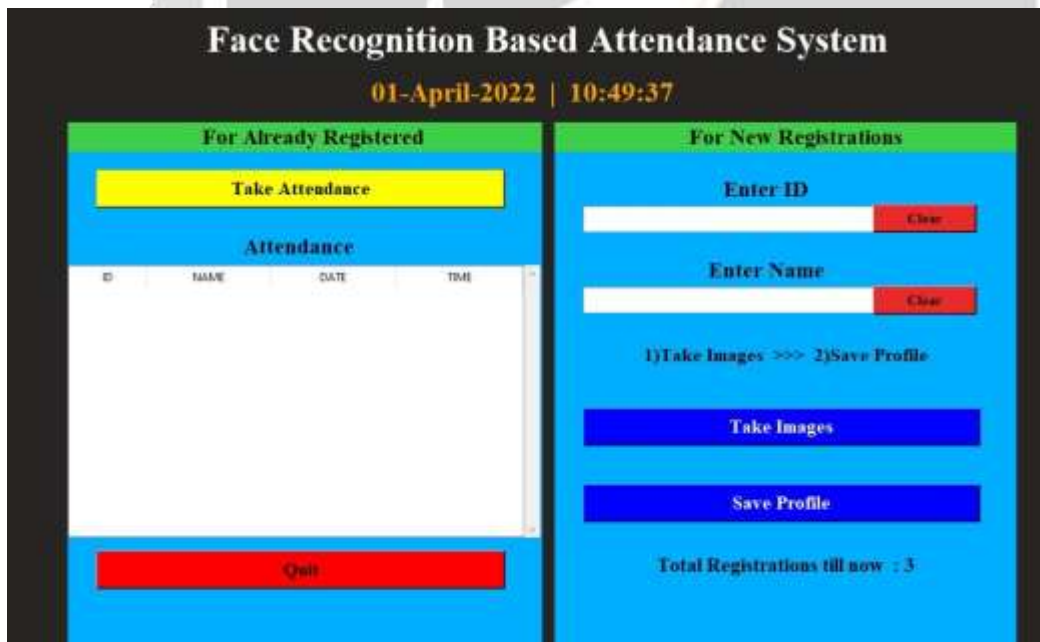 Face Recognition Based Attendance System
01-April-2022 | 10:49:37
For Already Registered
Take Attendance
Attendance
ID NAME DATE TIME
Quit
For New Registrations
Enter ID
Clear
Enter Name
Clear
1)Take Images >>> 2)Save Profile
Take Images
Save Profile
Total Registrations till now : 3